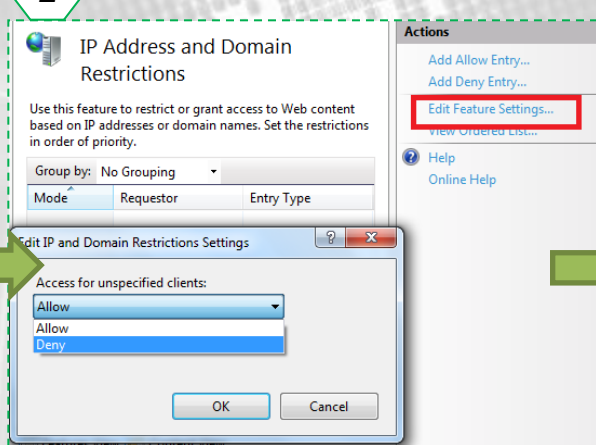 IP Address and Domain
Restrictions
Use this feature to restrict or grant access to Web content
based on IP addresses or domain names. Set the restrictions
in order of priority.
Group by: No Grouping
Mode Requestor Entry Type
Edit IP and Domain Restrictions Settings
Access for unspecified clients:
Allow
Allow
Deny
OK Cancel
Actions
Add Allow Entry...
Add Deny Entry...
Edit Feature Settings...
View Ordered List...
Help
Online Help